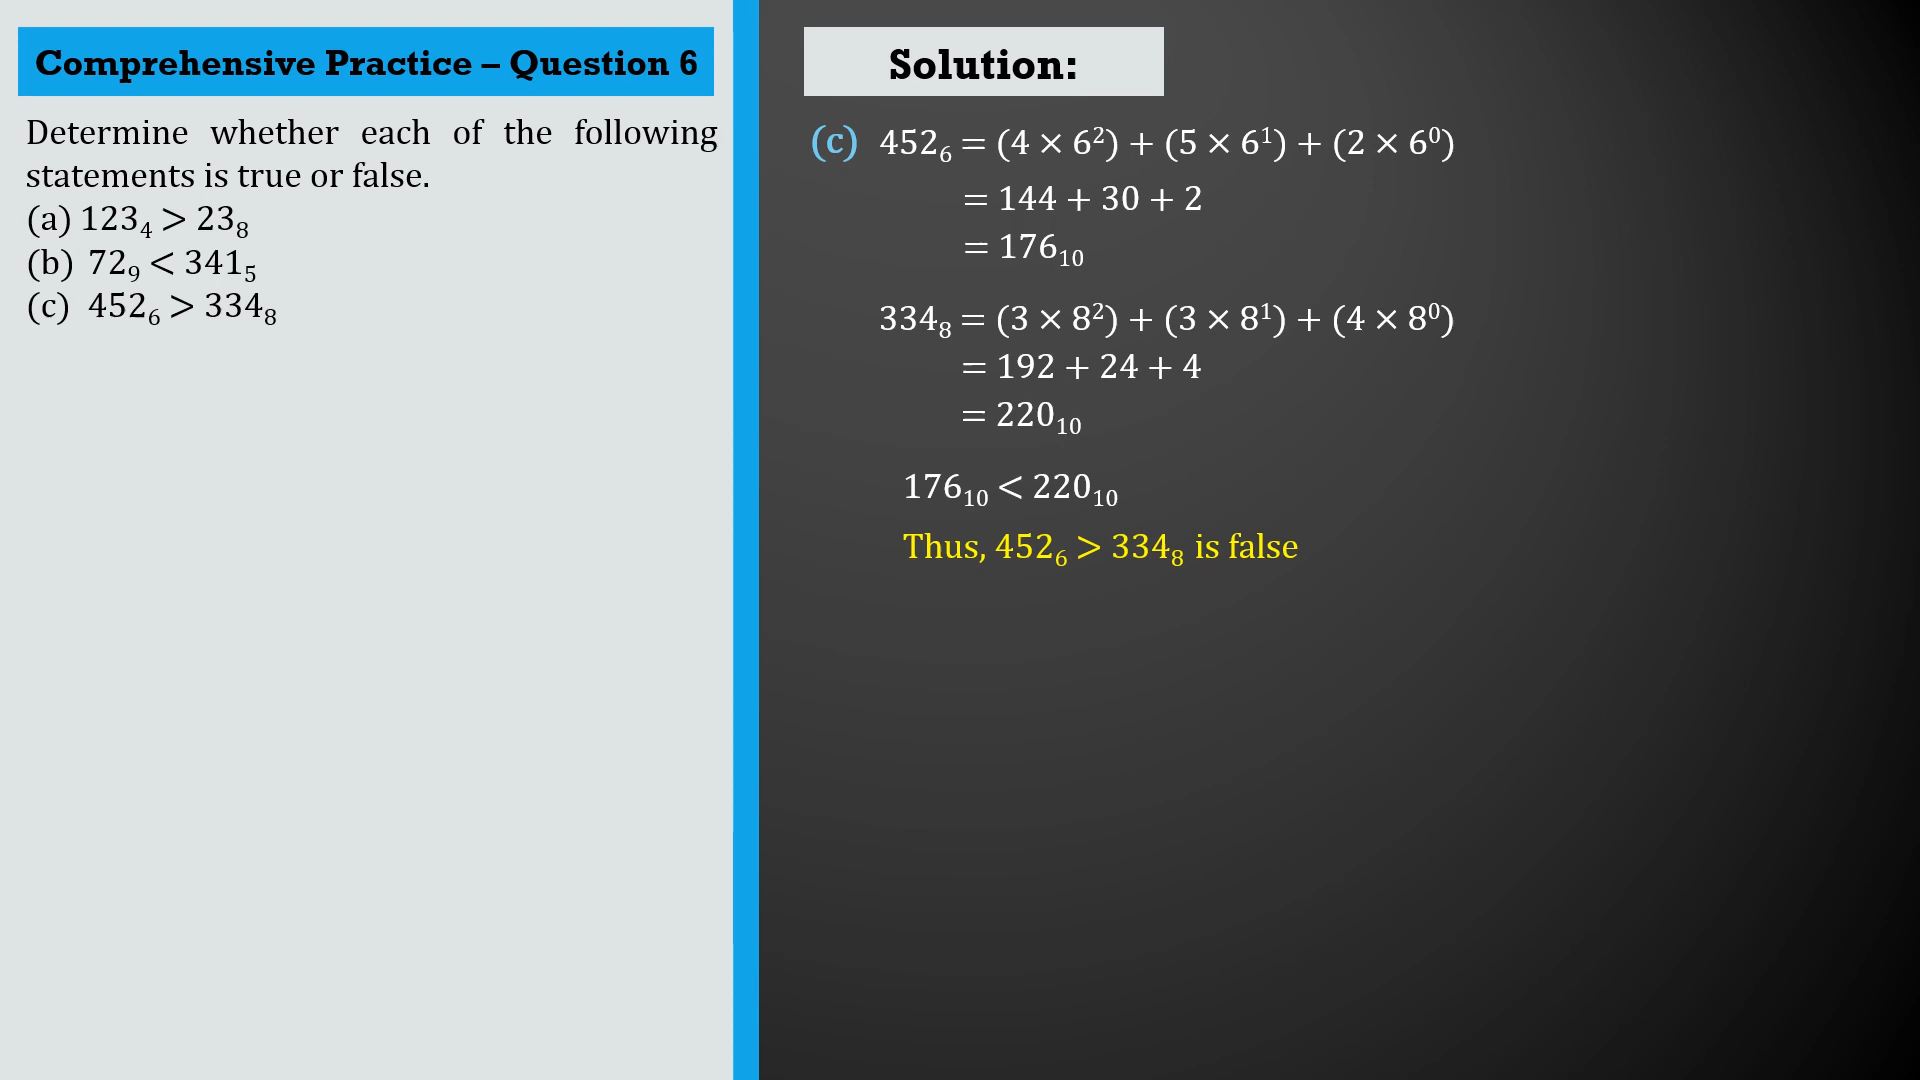 Comprehensive Practice – Question 6
Determine whether each of the following
statements is true or false.
(a) 123₄ > 23₈
(b) 72₉ < 341₅
(c) 452₆ > 334₈
Solution:
(c) 452₆ = (4 × 6²) + (5 × 6¹) + (2 × 6⁰)
= 144 + 30 + 2
= 176₁₀
334₈ = (3 × 8²) + (3 × 8¹) + (4 × 8⁰)
= 192 + 24 + 4
= 220₁₀
176₁₀ < 220₁₀
Thus, 452₆ > 334₈ is false